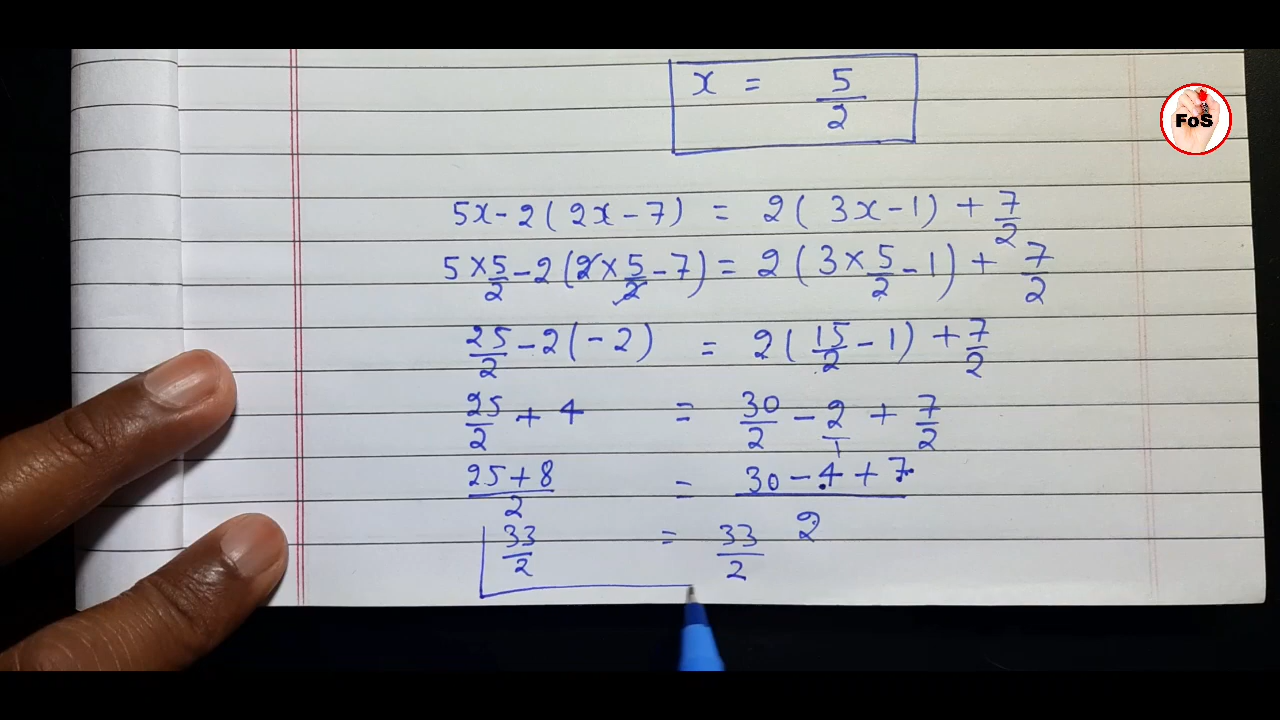 x = 5/2
FoS
5x - 2 ( 2x - 7 ) = 2 ( 3x - 1 ) + 7/2
5 × 5/2 - 2 ( 2 × 5/2 - 7 ) = 2 ( 3 × 5/2 - 1 ) + 7/2
25/2 - 2 ( - 2 ) = 2 ( 15/2 - 1 ) + 7/2
25/2 + 4 = 30/2 - 2/1 + 7/2
25 + 8/2 = 30 - 4 + 7/2
33/2 = 33/2